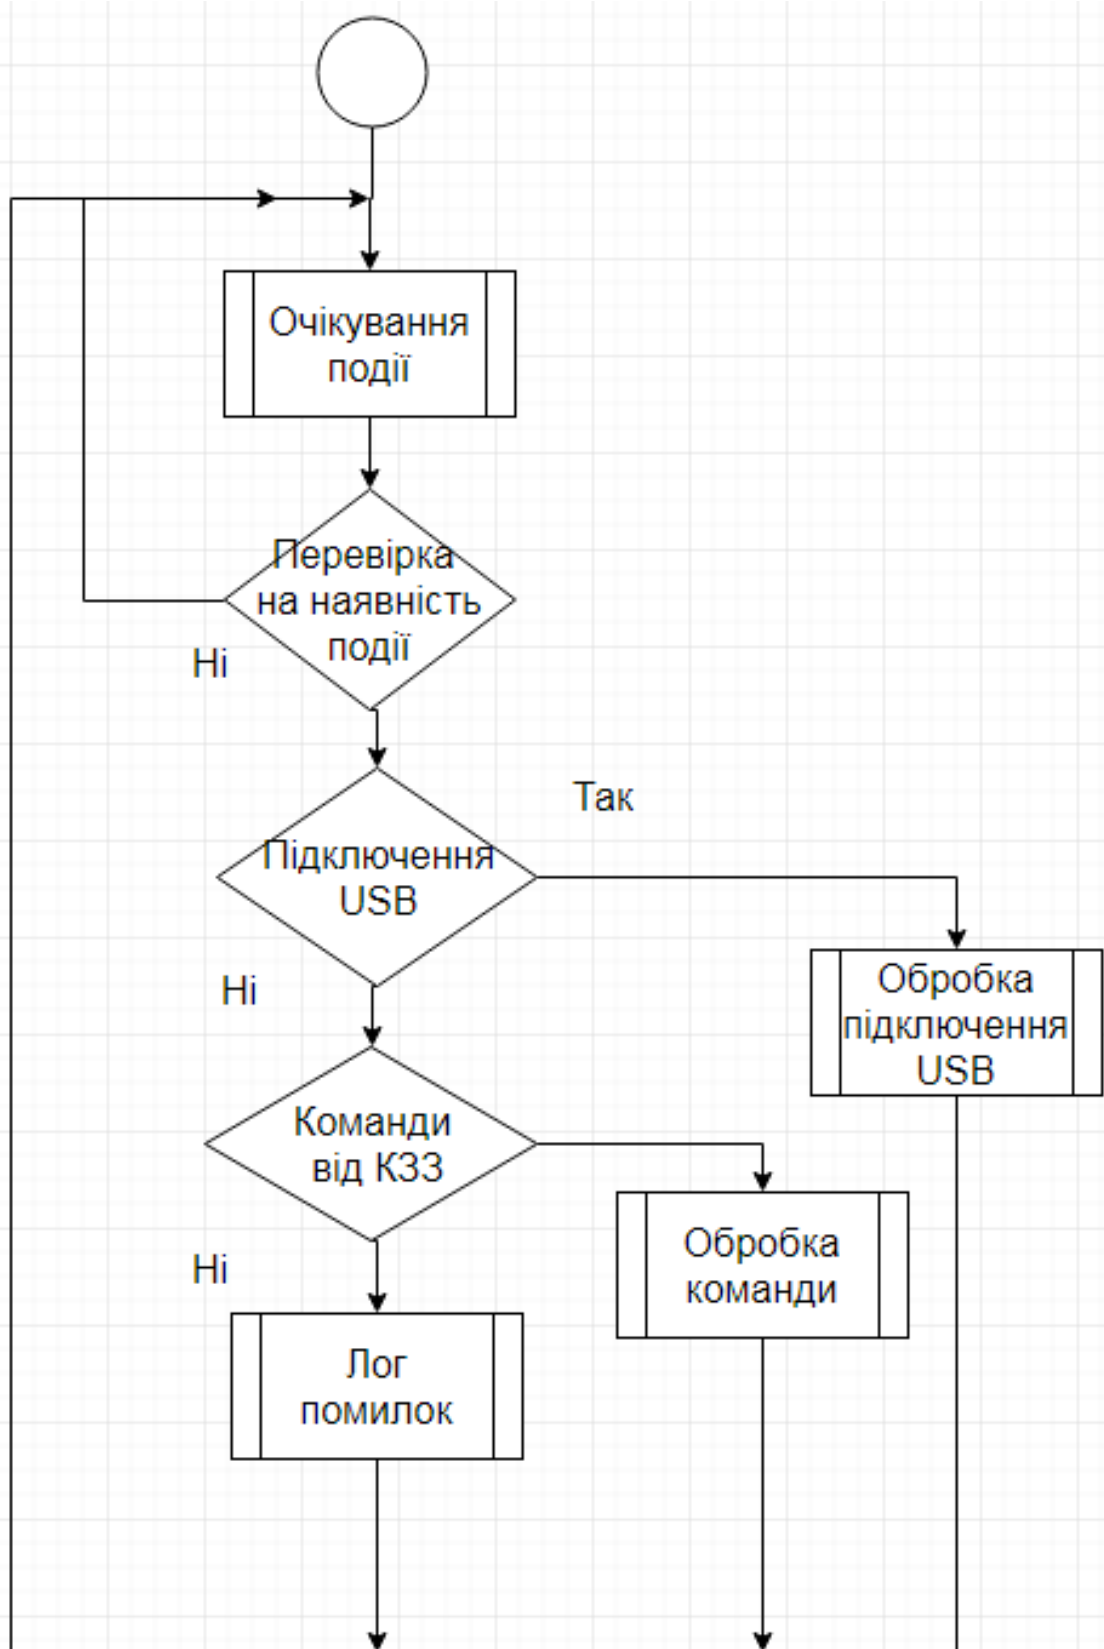 Очікування
події
Перевірка
на наявність
події
Ні
Так
Підключення
USB
Ні
Обробка
підключення
USB
Команди
від КЗЗ
Обробка
команди
Ні
Лог
помилок